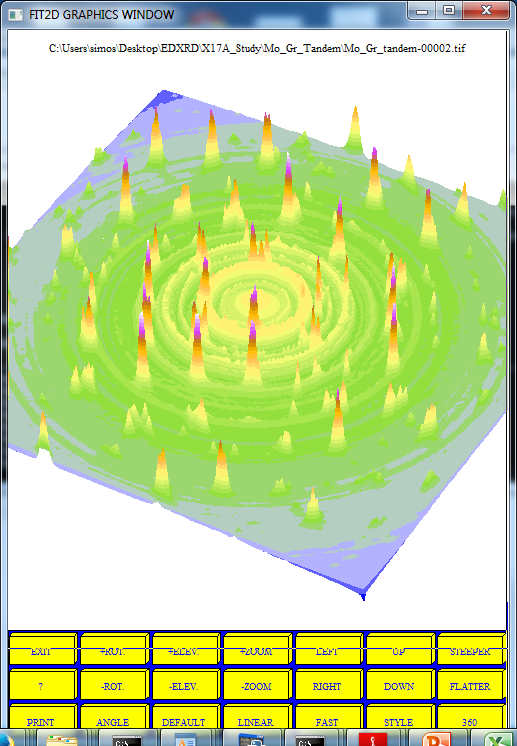 FIT2D GRAPHICS WINDOW
C:\Users\simos\Desktop\EDXRD\X17A_Study\Mo_Gr_Tandem\Mo_Gr_tandem-00002.tif
EXIT +ROT. +ELEV. +ZOOM LEFT UP STEEPER
? -ROT. -ELEV. -ZOOM RIGHT DOWN FLATTER
PRINT ANGLE DEFAULT LINEAR FAST STYLE 360